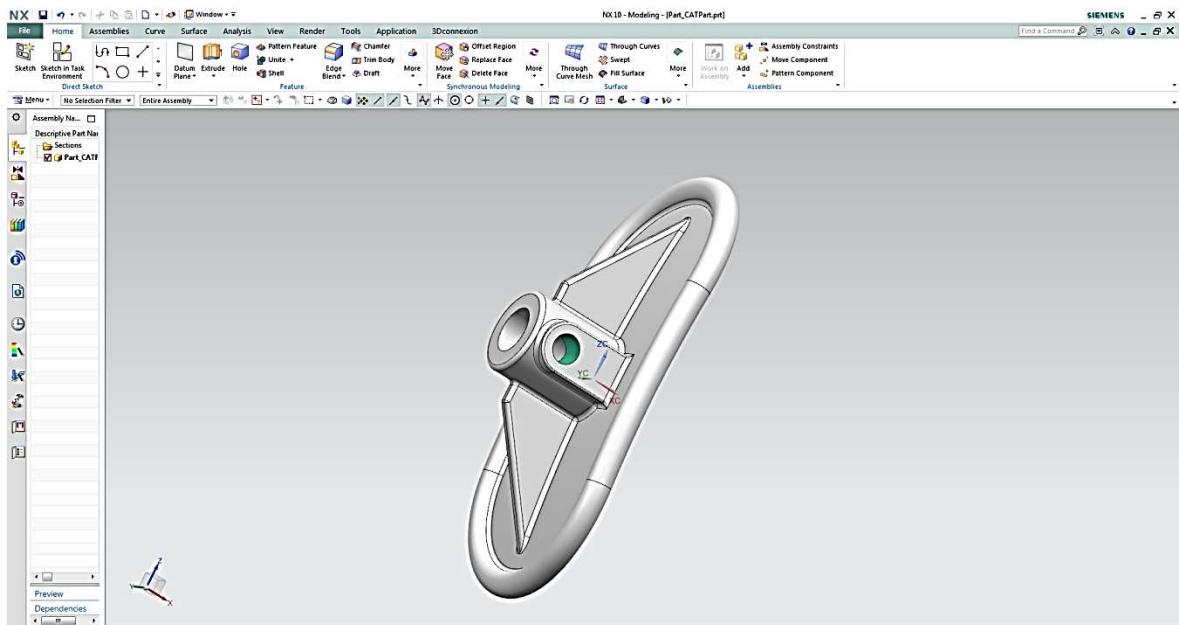 NX Window NX 10 - Modeling - [Part_CATPart.prt] SIEMENS
File Home Assemblies Curve Surface Analysis View Render Tools Application 3Dconnexion Find a Command
Sketch Sketch in Task Environment Datum Plane Extrude Hole Pattern Feature Unite Shell Edge Blend Chamfer Trim Body Draft More Move Face Offset Region Replace Face Delete Face More Through Curve Mesh Through Curves Swept Fill Surface More Work on Assembly Add Assembly Constraints Move Component Pattern Component
Direct Sketch Feature Synchronous Modeling Surface Assemblies
Menu No Selection Filter Entire Assembly
Assembly Na...
Descriptive Part Nar
Sections
Part_CATF
ZC
YC
XC
Z
Y
X
Preview
Dependencies